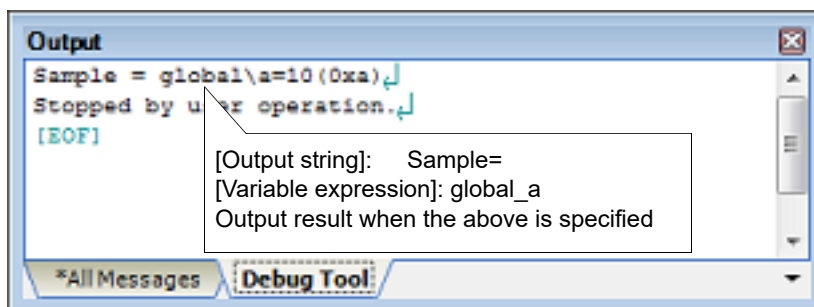 Output
Sample = global\a=10(0xa)↲
Stopped by user operation.↲
[EOF]
[Output string]: Sample=
[Variable expression]: global_a
Output result when the above is specified
*All Messages
Debug Tool